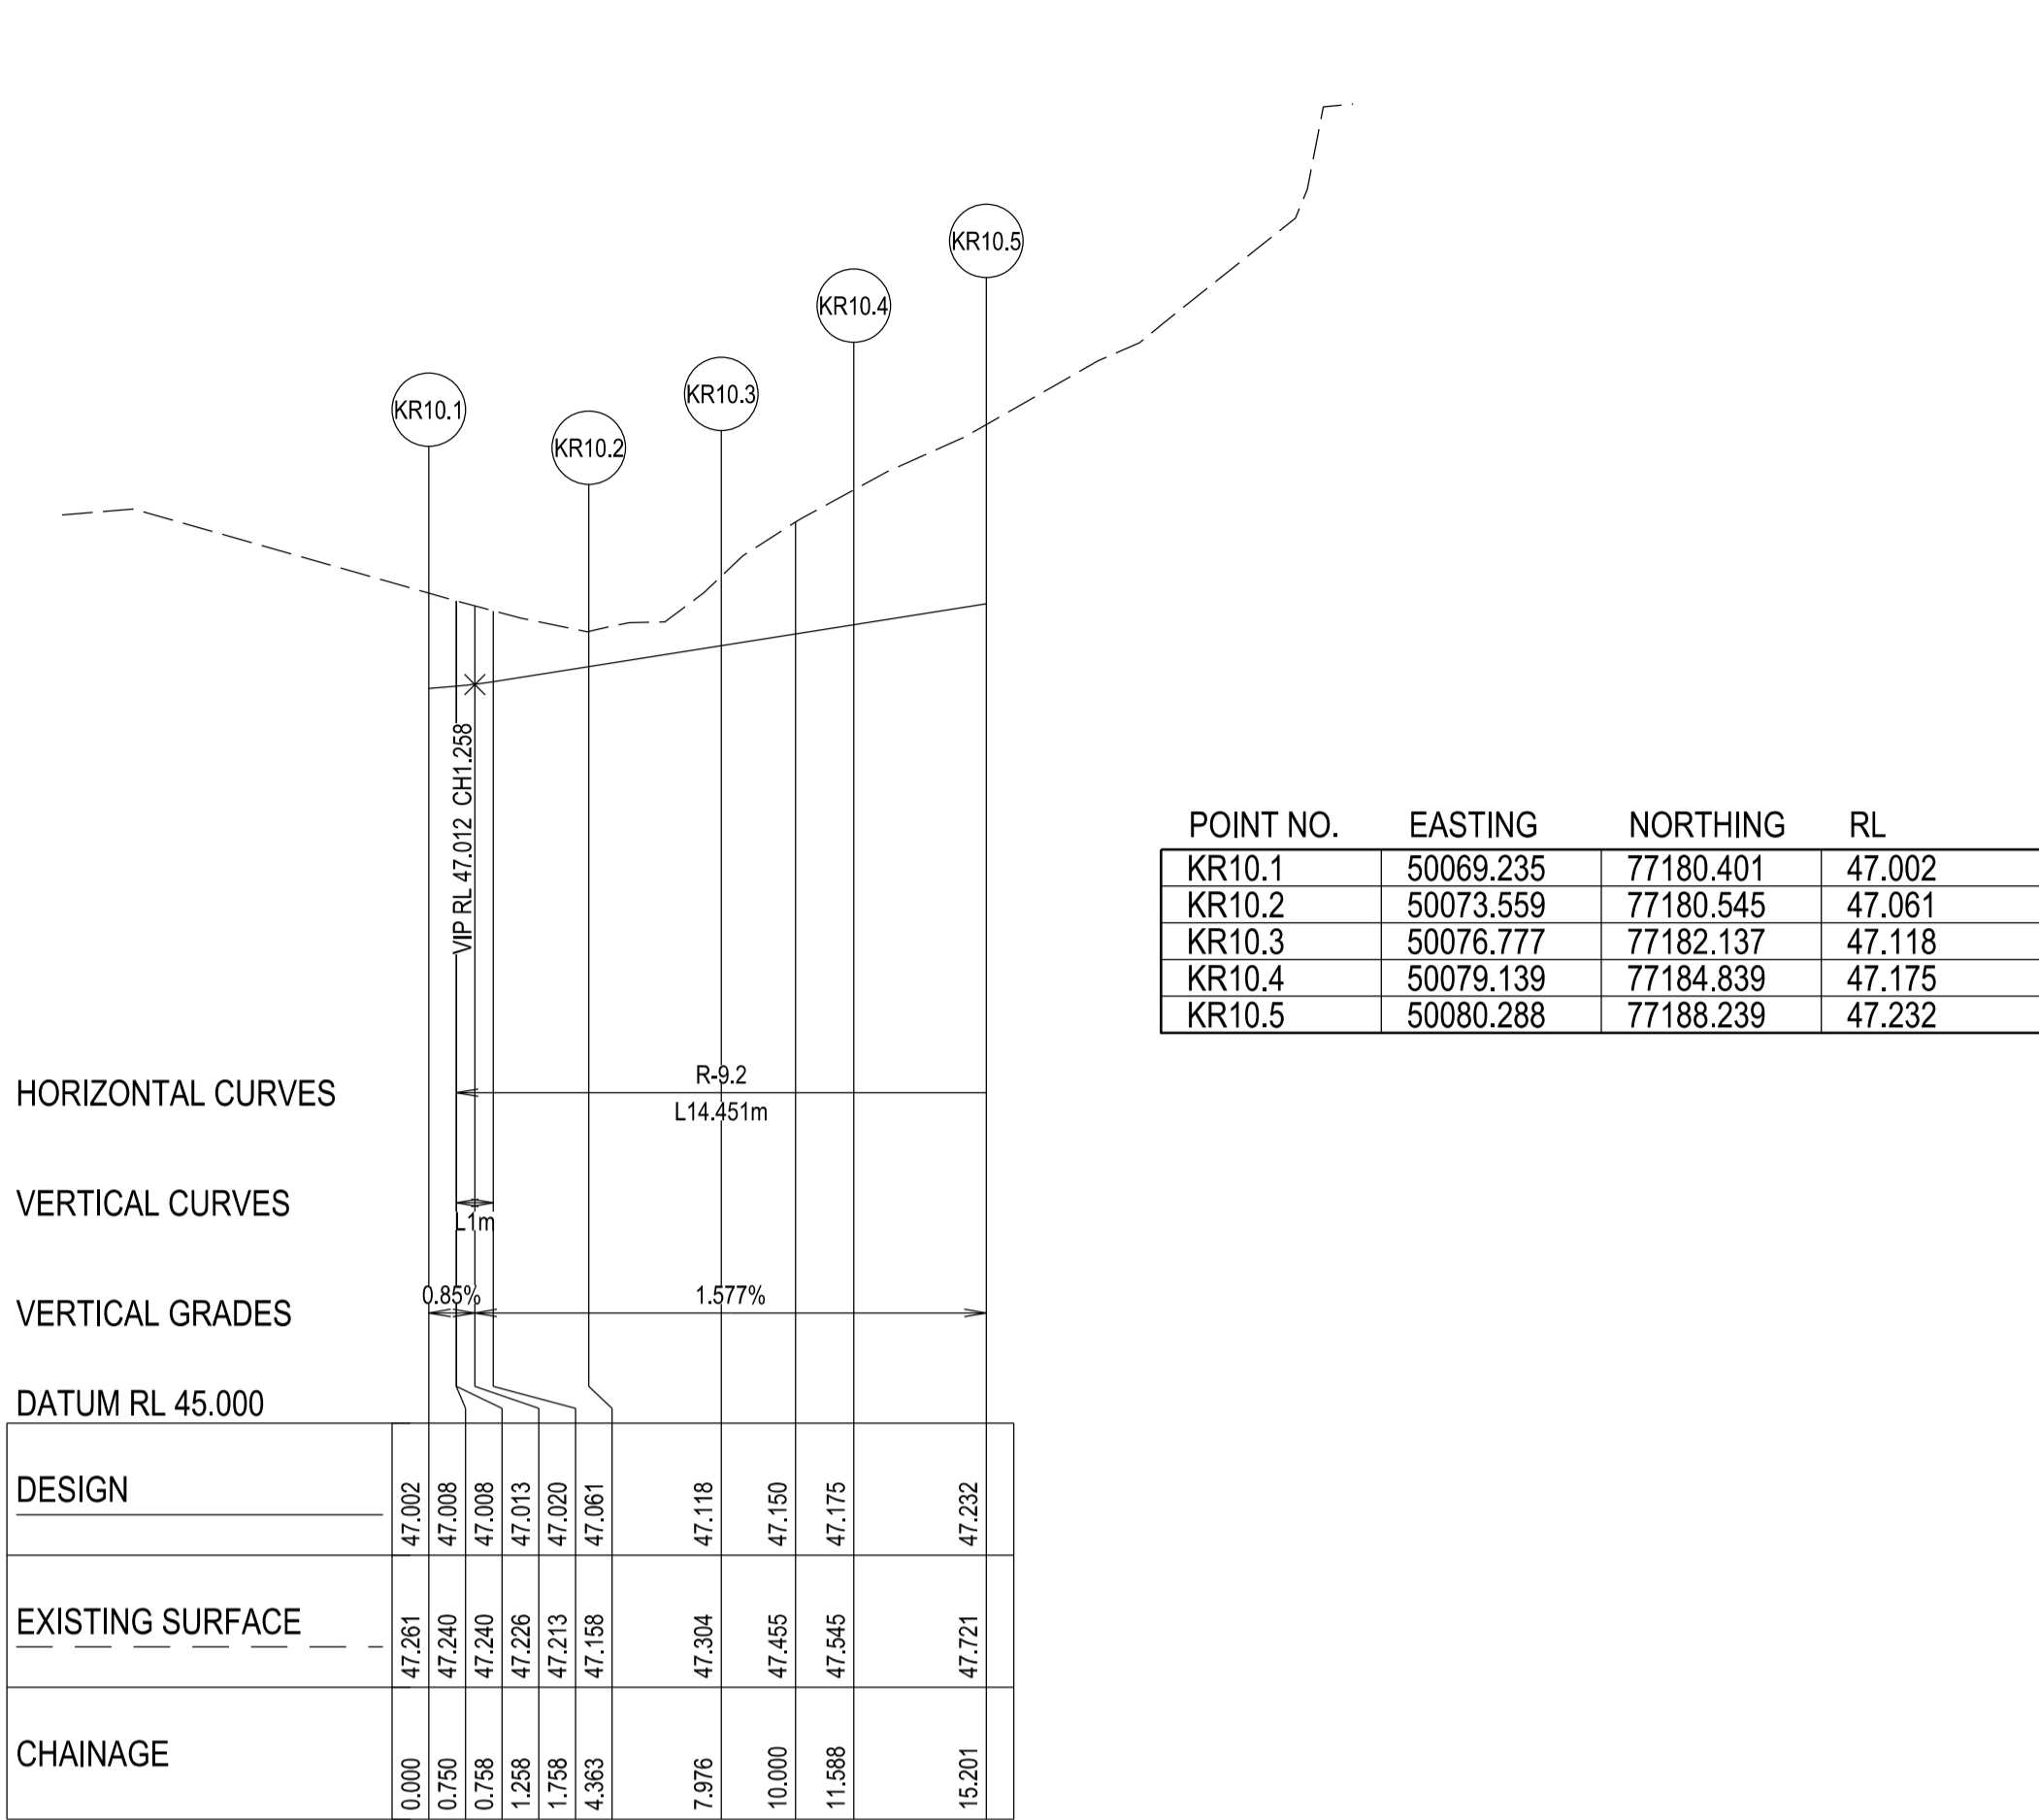 KR10.5
KR10.4
KR10.3
KR10.1
KR10.2
VIP RL 47.012 CH1.258
POINT NO. EASTING NORTHING RL
KR10.1 50069.235 77180.401 47.002
KR10.2 50073.559 77180.545 47.061
KR10.3 50076.777 77182.137 47.118
KR10.4 50079.139 77184.839 47.175
KR10.5 50080.288 77188.239 47.232
R-9.2
HORIZONTAL CURVES
L14.451m
VERTICAL CURVES
L1m
0.85% 1.577%
VERTICAL GRADES
DATUM RL 45.000
DESIGN 47.002 47.008 47.008 47.013 47.020 47.061 47.118 47.150 47.175 47.232
EXISTING SURFACE 47.261 47.240 47.240 47.226 47.213 47.158 47.304 47.455 47.545 47.721
CHAINAGE 0.000 0.750 0.758 1.258 1.758 4.363 7.976 10.000 11.588 15.201